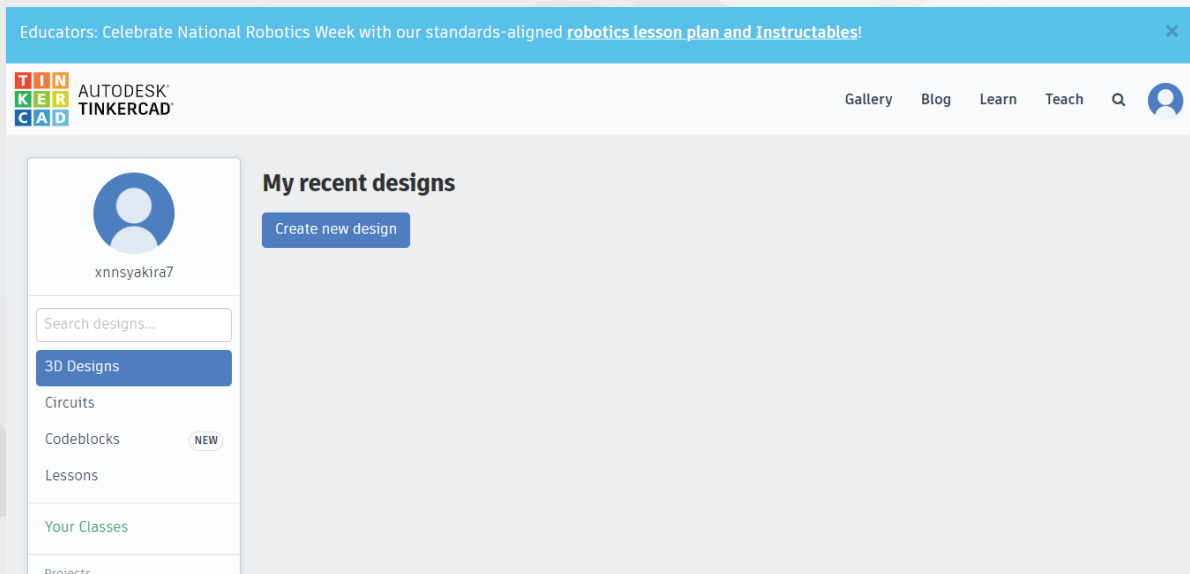 Educators: Celebrate National Robotics Week with our standards-aligned robotics lesson plan and Instructables!
×
TIN
KER
CAD
AUTODESK®
TINKERCAD®
Gallery Blog Learn Teach
xnnsyakira7
Search designs...
3D Designs
Circuits
Codeblocks NEW
Lessons
Your Classes
Projects
My recent designs
Create new design